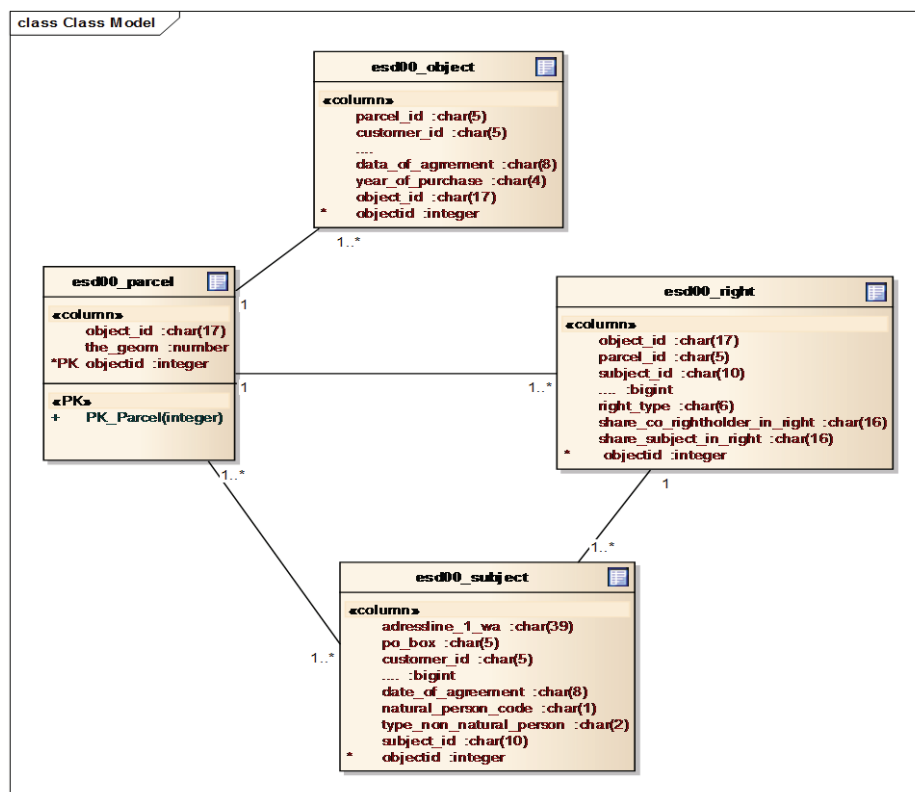 class Class Model
esd00_object
«column»
parcel_id :char(5)
customer_id :char(5)
....
data_of_agrrement :char(8)
year_of_purchase :char(4)
object_id :char(17)
* objectid :integer
1..*
esd00_parcel
«column»
object_id :char(17)
the_geom :number
*PK objectid :integer
«PK»
+ PK_Parcel(integer)
1
1
1..*
1..*
esd00_right
«column»
object_id :char(17)
parcel_id :char(5)
subject_id :char(10)
.... :bigint
right_type :char(6)
share_co_rightholder_in_right :char(16)
share_subject_in_right :char(16)
* objectid :integer
1
1..*
1..*
esd00_subject
«column»
adressline_1_wa :char(39)
po_box :char(5)
customer_id :char(5)
.... :bigint
date_of_agreement :char(8)
natural_person_code :char(1)
type_non_natural_person :char(2)
subject_id :char(10)
* objectid :integer